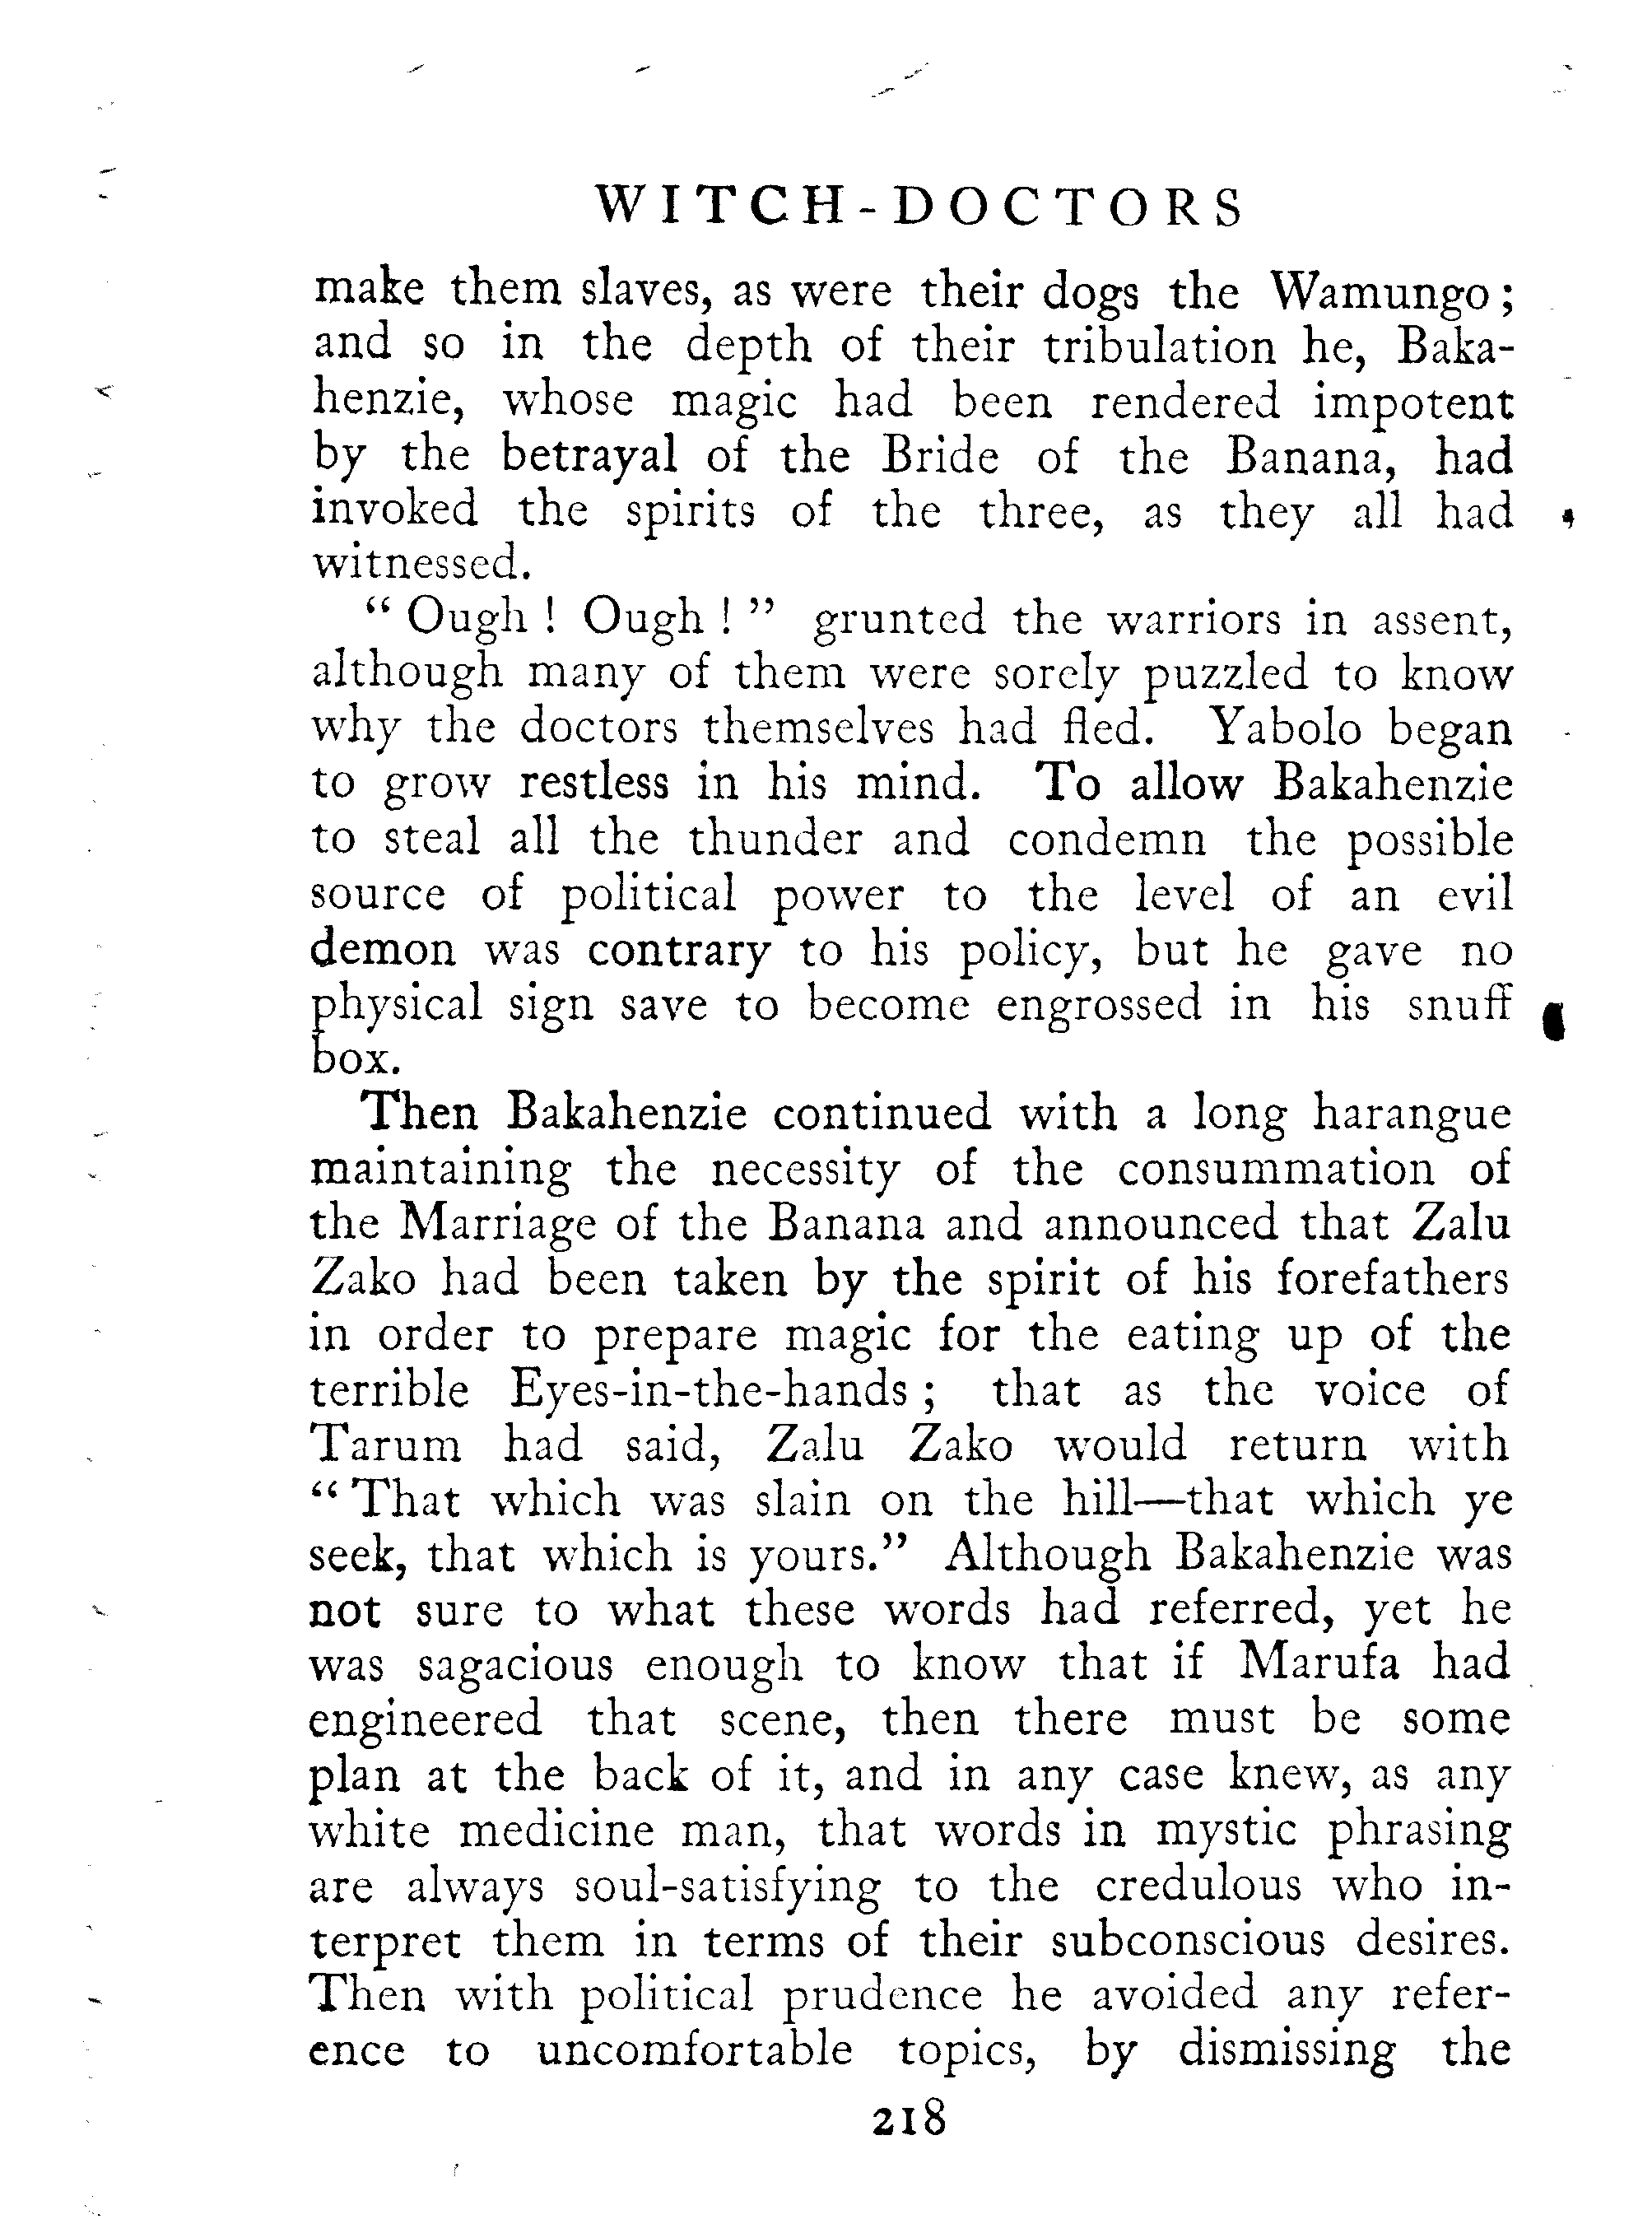 WITCH-DOCTORS
make them slaves, as were their dogs the Wamungo;
and so in the depth of their tribulation he, Baka-
henzie, whose magic had been rendered impotent
by the betrayal of the Bride of the Banana, had
invoked the spirits of the three, as they all had
witnessed.
“ Ough ! Ough ! ” grunted the warriors in assent,
although many of them were sorely puzzled to know
why the doctors themselves had fled. Yabolo began
to grow restless in his mind. To allow Bakahenzie
to steal all the thunder and condemn the possible
source of political power to the level of an evil
demon was contrary to his policy, but he gave no
physical sign save to become engrossed in his snuff
box.
Then Bakahenzie continued with a long harangue
maintaining the necessity of the consummation of
the Marriage of the Banana and announced that Zalu
Zako had been taken by the spirit of his forefathers
in order to prepare magic for the eating up of the
terrible Eyes-in-the-hands ; that as the voice of
Tarum had said, Zalu Zako would return with
“ That which was slain on the hill—that which ye
seek, that which is yours.” Although Bakahenzie was
not sure to what these words had referred, yet he
was sagacious enough to know that if Marufa had
engineered that scene, then there must be some
plan at the back of it, and in any case knew, as any
white medicine man, that words in mystic phrasing
are always soul-satisfying to the credulous who in-
terpret them in terms of their subconscious desires.
Then with political prudence he avoided any refer-
ence to uncomfortable topics, by dismissing the
218